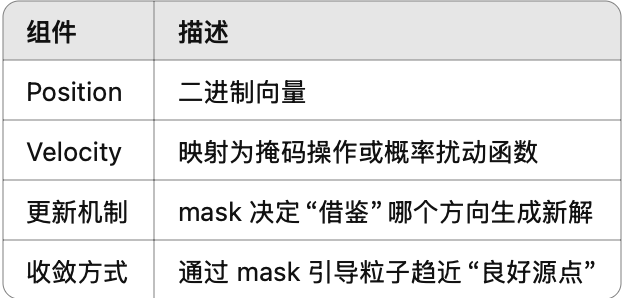 组件 描述
Position 二进制向量
Velocity 映射为掩码操作或概率扰动函数
更新机制 mask 决定“借鉴”哪个方向生成新解
收敛方式 通过 mask 引导粒子趋近“良好源点”